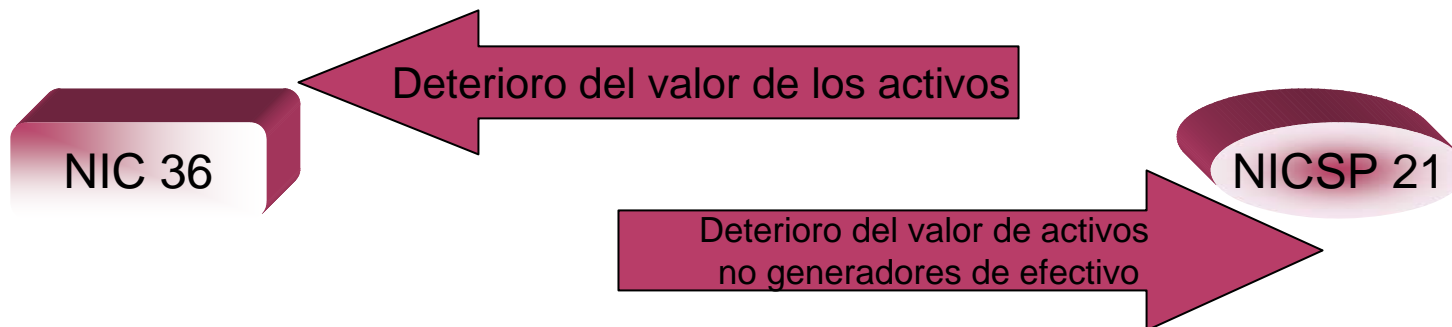 Deterioro del valor de los activos
NIC 36
NICSP 21
Deterioro del valor de activos
no generadores de efectivo